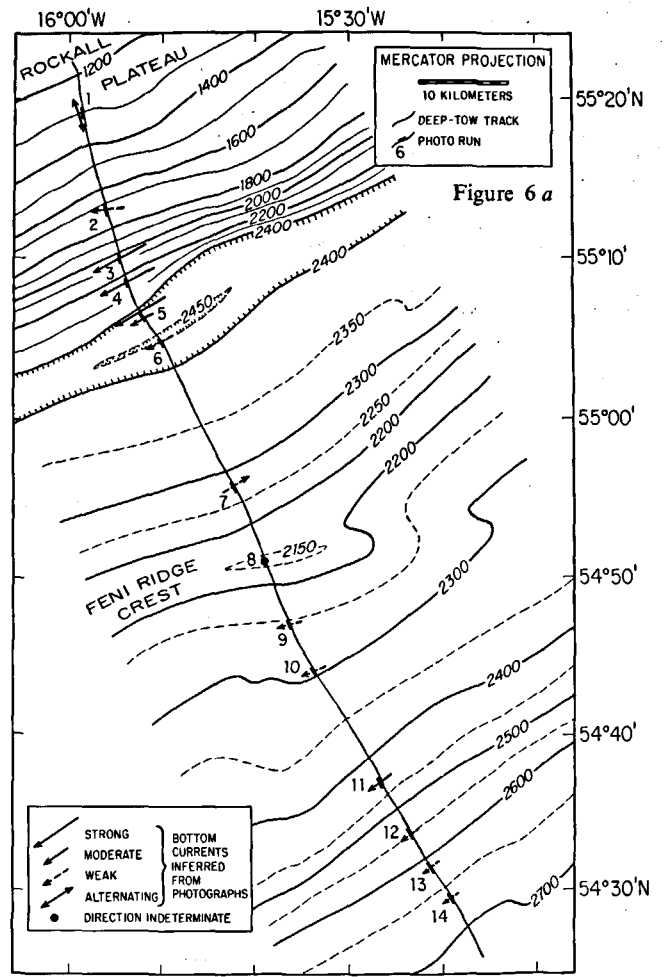 16°00' 15°30'
ROCKALL
PLATEAU
MERCATOR PROJECTION
10 KILOMETERS
DEEP-TOW TRACK
6 PHOTO RUN
Figure 6 a
1200
1400
1600
1800
2000
2200
2400
2400
2450
2350
2300
2250
2200
2200
2150
2300
2400
2500
2600
2700
1
2
3
4
5
6
7
8
9
10
11
12
13
14
FENI RIDGE
CREST
55°20'N
55°10'
55°00'
54°50'
54°40'
54°30'N
STRONG
MODERATE
WEAK
ALTERNATING
BOTTOM
CURRENTS
INFERRED
FROM
PHOTOGRAPHS
DIRECTION INDETERMINATE